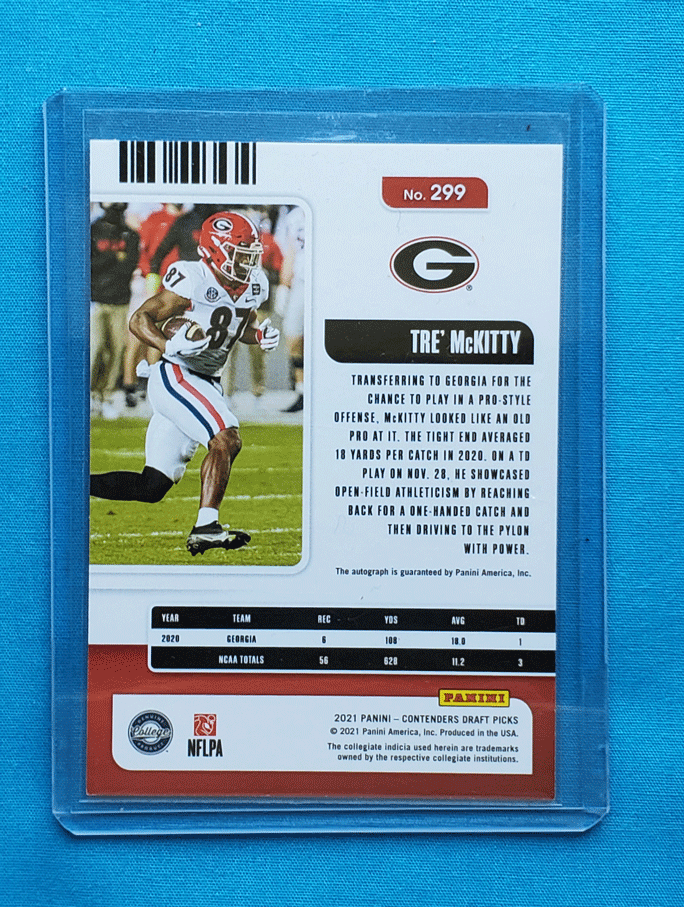 No. 299
G
®
87
87
TRE' McKITTY
TRANSFERRING TO GEORGIA FOR THE
CHANCE TO PLAY IN A PRO-STYLE
OFFENSE, McKITTY LOOKED LIKE AN OLD
PRO AT IT. THE TIGHT END AVERAGED
18 YARDS PER CATCH IN 2020. ON A TD
PLAY ON NOV. 28, HE SHOWCASED
OPEN-FIELD ATHLETICISM BY REACHING
BACK FOR A ONE-HANDED CATCH AND
THEN DRIVING TO THE PYLON
WITH POWER.
The autograph is guaranteed by Panini America, Inc.
YEAR TEAM REC YDS AVG TD
2020 GEORGIA 6 108 18.0 1
NCAA TOTALS 56 628 11.2 3
PANINI
GENUINE
College
PRODUCT
NFLPA
2021 PANINI – CONTENDERS DRAFT PICKS
© 2021 Panini America, Inc. Produced in the USA.
The collegiate indicia used herein are trademarks
owned by the respective collegiate institutions.